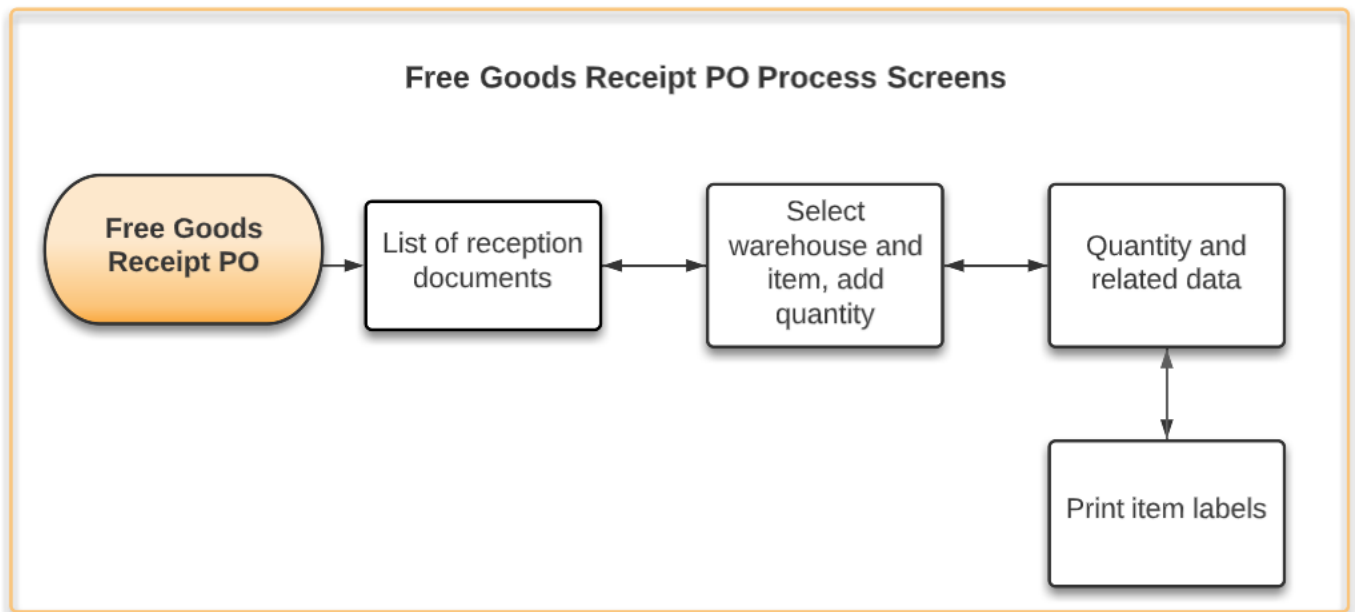 Free Goods Receipt PO Process Screens
Free Goods
Receipt PO
List of reception
documents
Select
warehouse and
item, add
quantity
Quantity and
related data
Print item labels